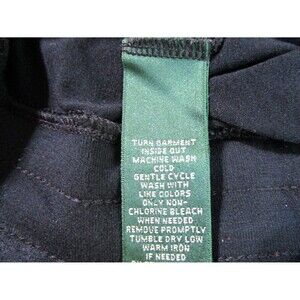 TURN GARMENT
INSIDE OUT
MACHINE WASH
COLD
GENTLE CYCLE
WASH WITH
LIKE COLORS
ONLY NON-
CHLORINE BLEACH
WHEN NEEDED
REMOVE PROMPTLY
TUMBLE DRY LOW
WARM IRON
IF NEEDED